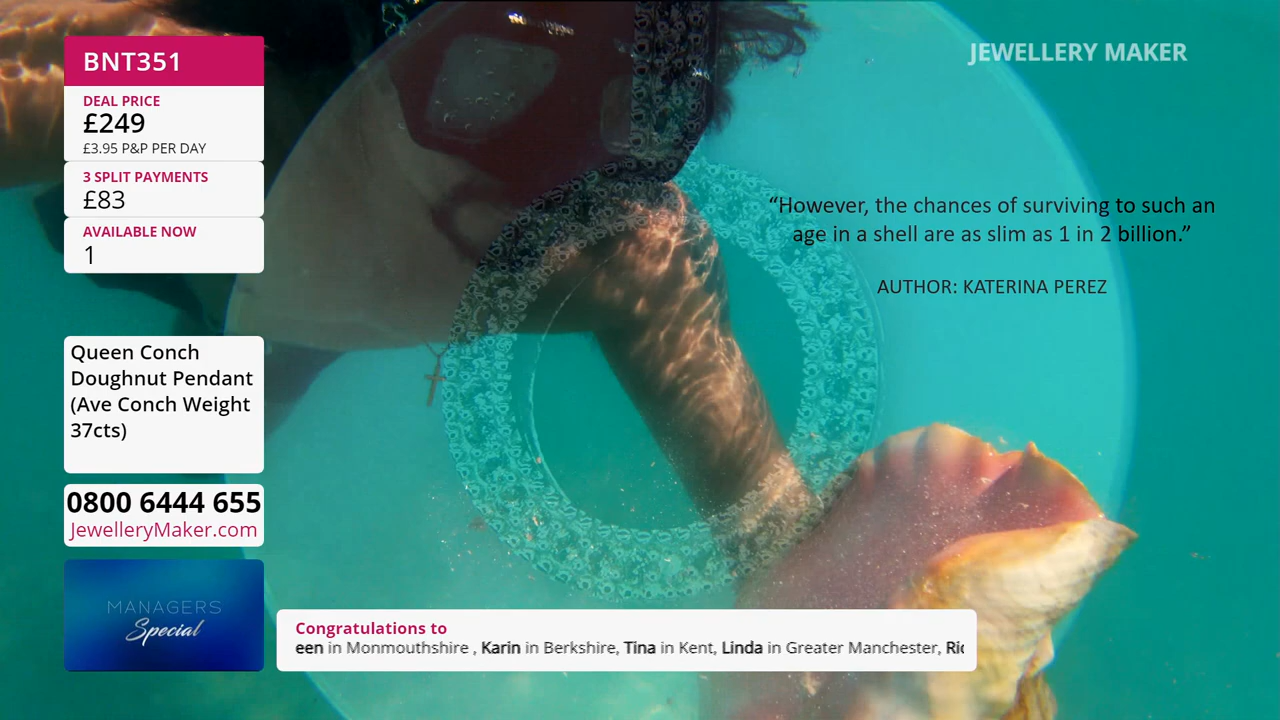 BNT351
DEAL PRICE
£249
£3.95 P&P PER DAY
3 SPLIT PAYMENTS
£83
AVAILABLE NOW
1
Queen Conch
Doughnut Pendant
(Ave Conch Weight
37cts)
0800 6444 655
JewelleryMaker.com
MANAGERS
Special
JEWELLERY MAKER
“However, the chances of surviving to such an
age in a shell are as slim as 1 in 2 billion.”
AUTHOR: KATERINA PEREZ
Congratulations to
een in Monmouthshire , Karin in Berkshire, Tina in Kent, Linda in Greater Manchester, Ric